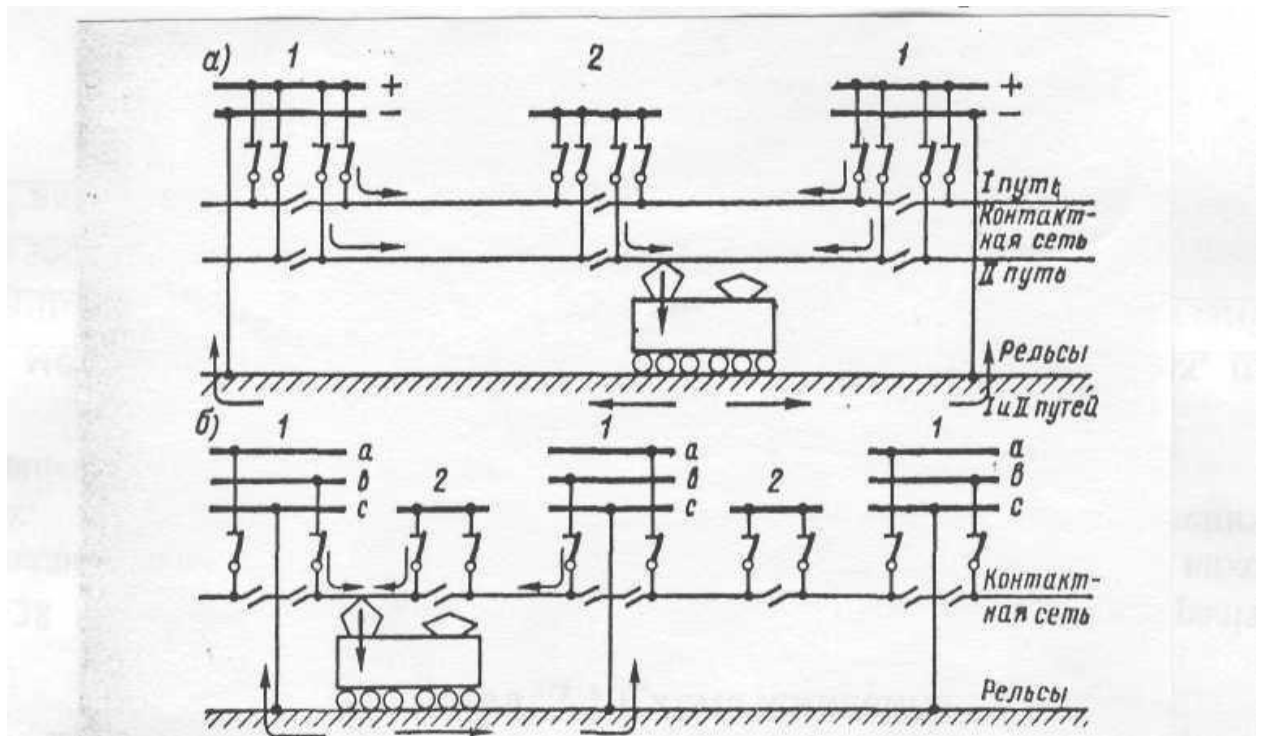 а) 1 2 1
+ +
− −
I путь
Контакт-
ная сеть
II путь
Рельсы
I и II путей
б) 1 1 1
а а а
в 2 в 2 в
с с с
Контакт-
ная сеть
Рельсы